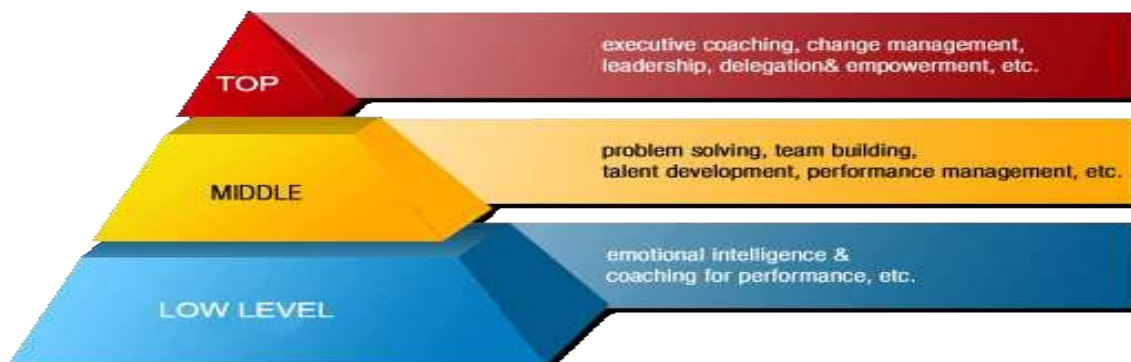 TOP
executive coaching, change management,
leadership, delegation& empowerment, etc.
MIDDLE
problem solving, team building,
talent development, performance management, etc.
LOW LEVEL
emotional intelligence &
coaching for performance, etc.